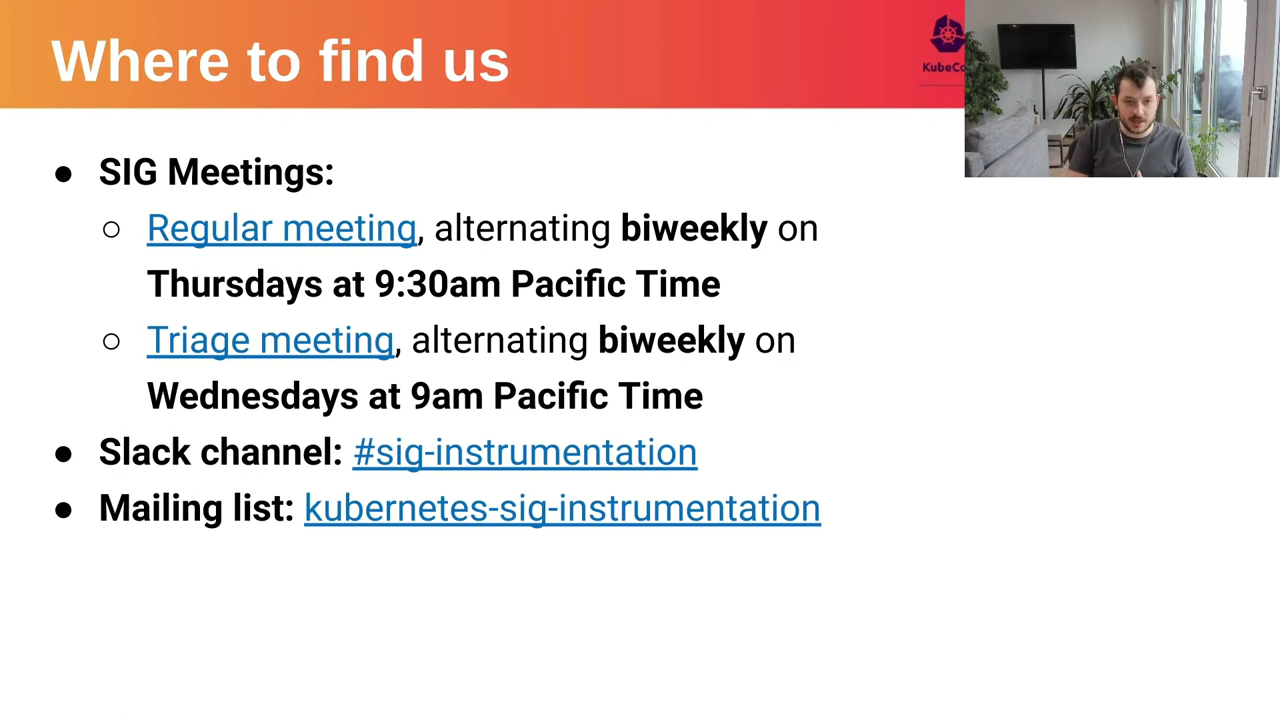 Where to find us
KubeCo
● SIG Meetings:
○ Regular meeting, alternating biweekly on
Thursdays at 9:30am Pacific Time
○ Triage meeting, alternating biweekly on
Wednesdays at 9am Pacific Time
● Slack channel: #sig-instrumentation
● Mailing list: kubernetes-sig-instrumentation